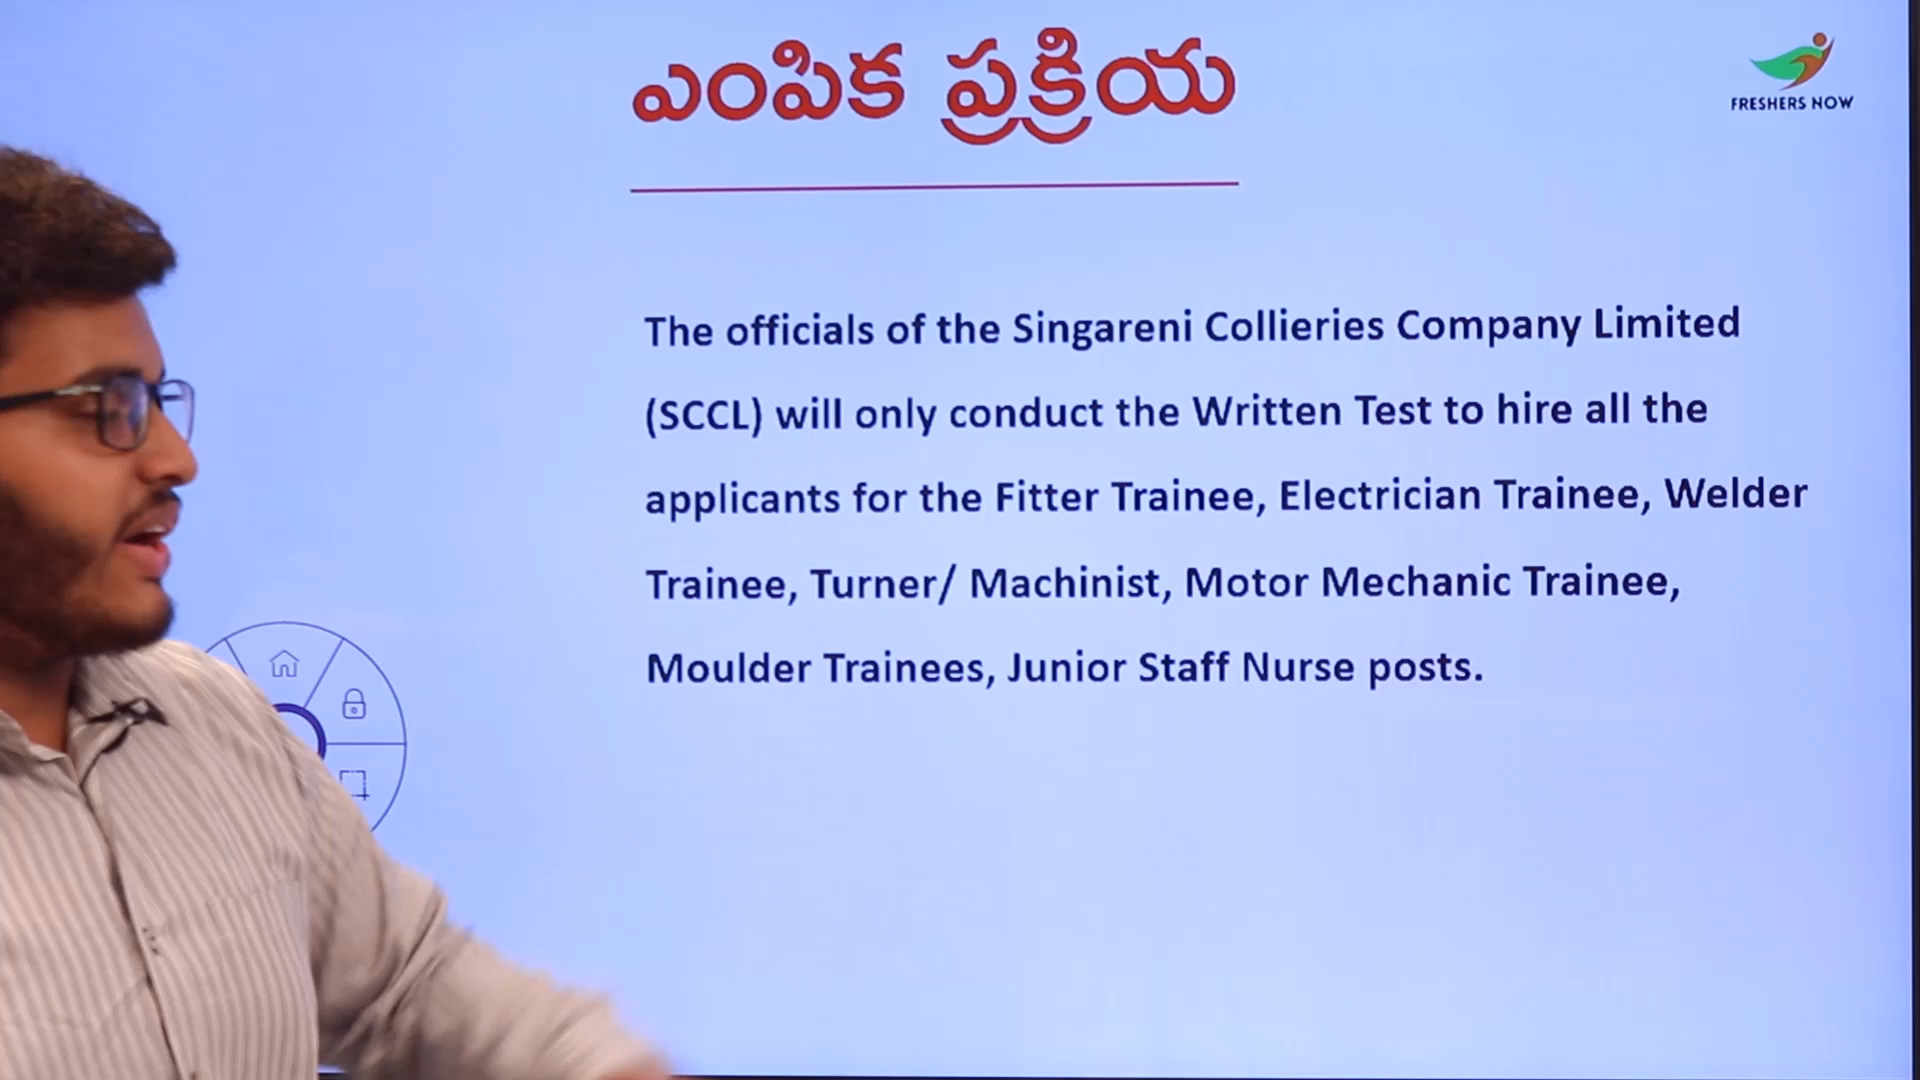 ఎంపిక ప్రక్రియ
FRESHERS NOW
The officials of the Singareni Collieries Company Limited
(SCCL) will only conduct the Written Test to hire all the
applicants for the Fitter Trainee, Electrician Trainee, Welder
Trainee, Turner/ Machinist, Motor Mechanic Trainee,
Moulder Trainees, Junior Staff Nurse posts.